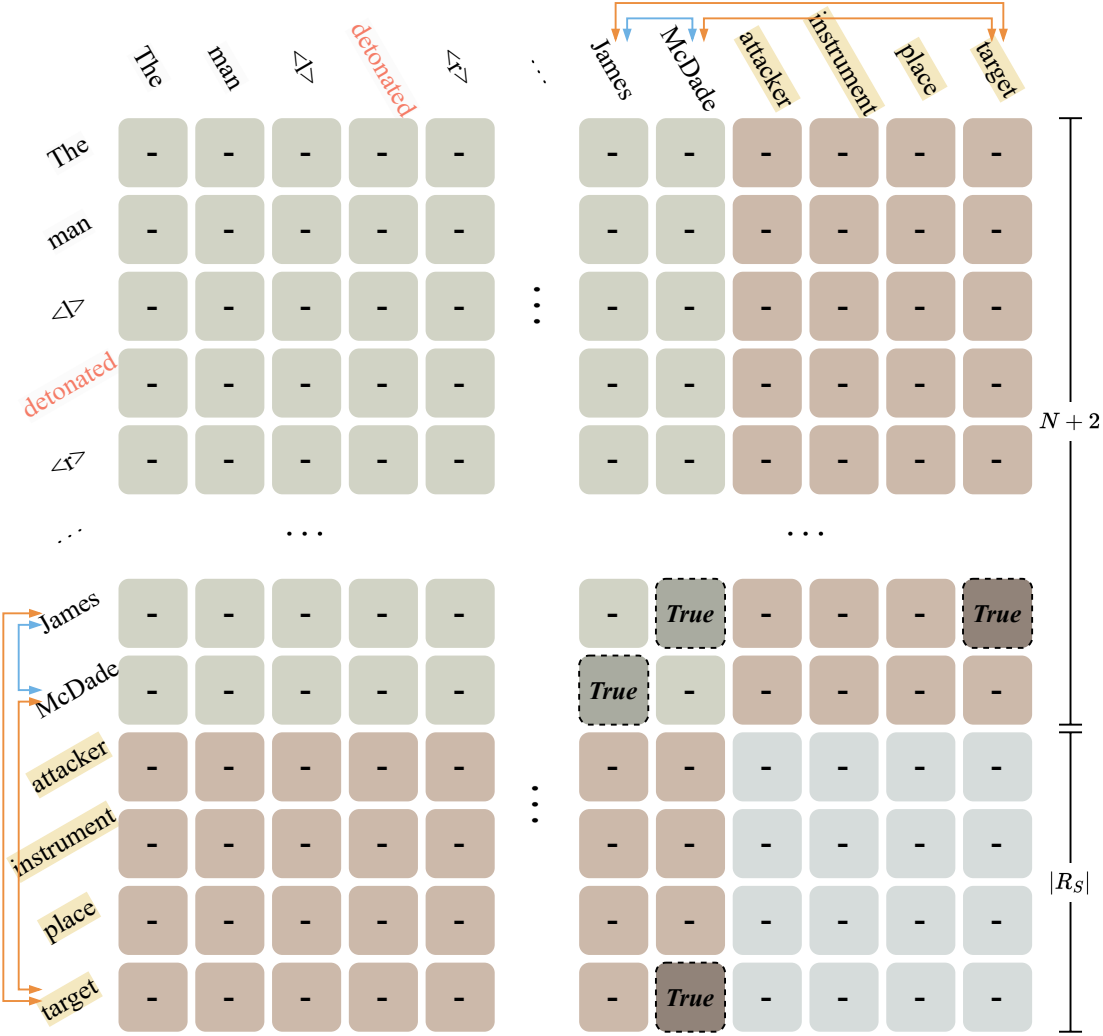 The man <l> detonated <r> ... James McDade attacker instrument place target
The - - - - - - - - - - -
man - - - - - - - - - - -
<l> - - - - - ⋮ - - - - - -
detonated - - - - - - - - - - -
N + 2
<r> - - - - - - - - - - -
... ... ...
James - - - - - - True - - - True
McDade - - - - - True - - - - -
attacker - - - - - - - - - - -
instrument - - - - - ⋮ - - - - - -
|R_S|
place - - - - - - - - - - -
target - - - - - - True - - - -